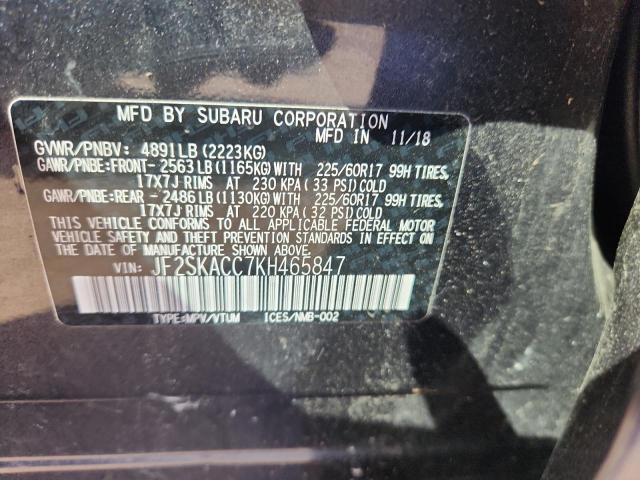 MFD BY SUBARU CORPORATION
MFD IN 11/18
GVWR/PNBV: 4891LB (2223KG)
GAWR/PNBE:FRONT- 2563LB (1165KG)WITH 225/60R17 99H TIRES,
17X7J RIMS AT 230 KPA (33 PSI)COLD
GAWR/PNBE:REAR - 2486LB (1130KG)WITH 225/60R17 99H TIRES,
17X7J RIMS AT 220 KPA (32 PSI)COLD
THIS VEHICLE CONFORMS TO ALL APPLICABLE FEDERAL MOTOR
VEHICLE SAFETY AND THEFT PREVENTION STANDARDS IN EFFECT ON
THE DATE OF MANUFACTURE SHOWN ABOVE.
VIN: JF2SKACC7KH465847
TYPE:MPV/VTUM ICES/NMB-002